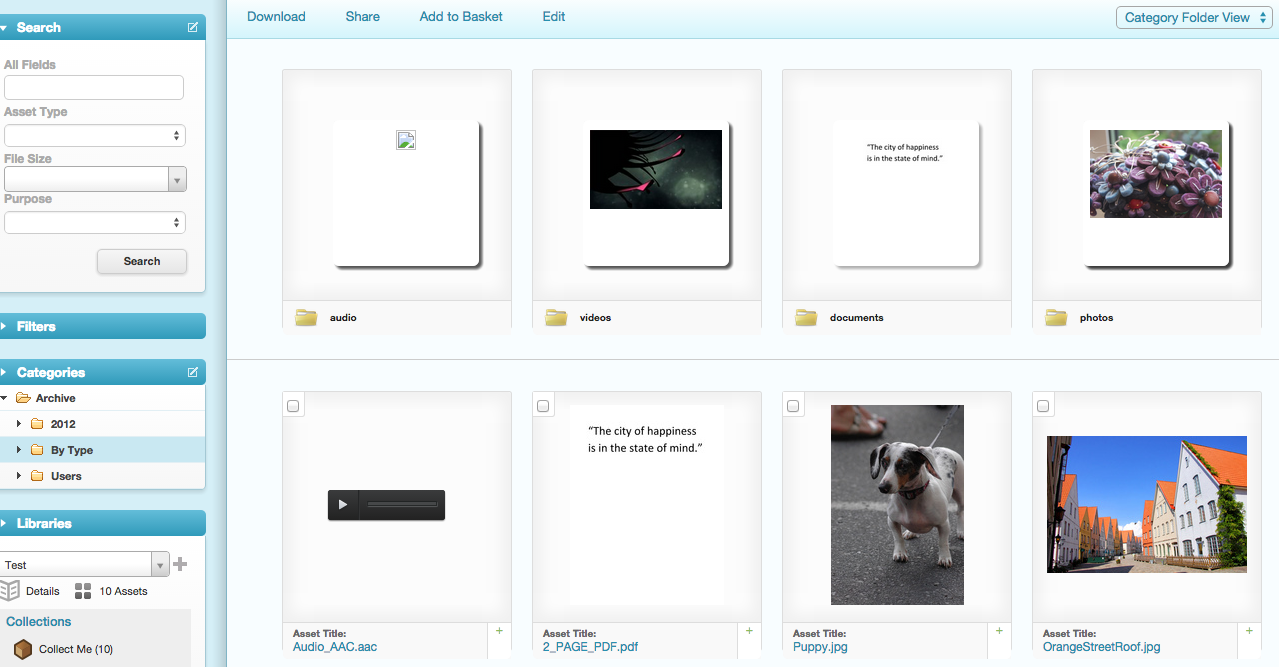 Search
All Fields
Asset Type
File Size
Purpose
Search
Filters
Categories
Archive
2012
By Type
Users
Libraries
Test
Details
10 Assets
Collections
Collect Me (10)
Download
Share
Add to Basket
Edit
Category Folder View
“The city of happiness
is in the state of mind.”
audio
videos
documents
photos
“The city of happiness
is in the state of mind.”
Asset Title:
Audio_AAC.aac
+
Asset Title:
2_PAGE_PDF.pdf
+
Asset Title:
Puppy.jpg
+
Asset Title:
OrangeStreetRoof.jpg
+